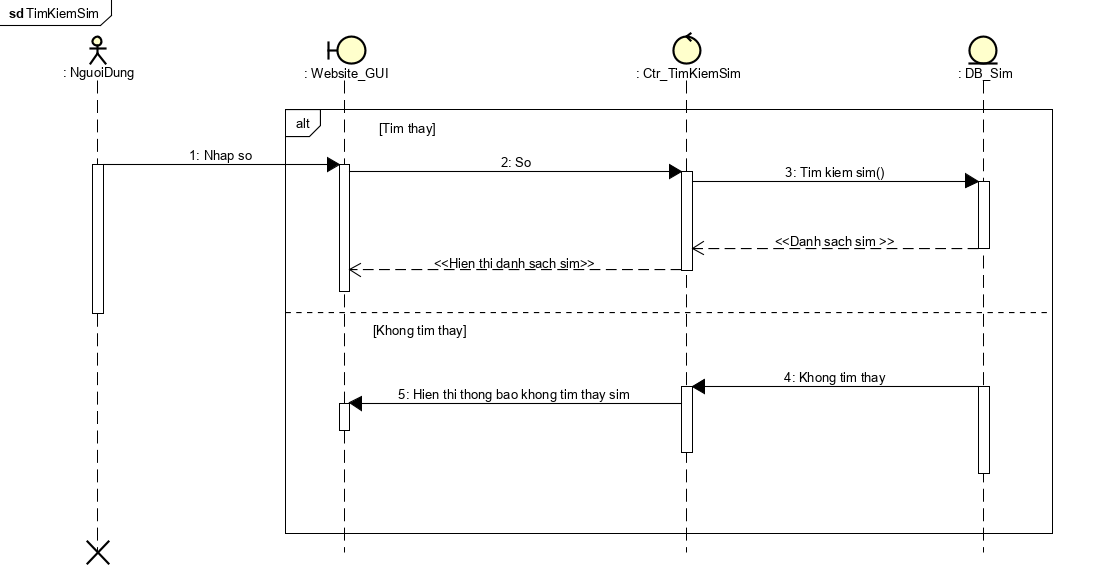 sd TimKiemSim
: NguoiDung
: Website_GUI
: Ctr_TimKiemSim
: DB_Sim
alt
[Tim thay]
1: Nhap so
2: So
3: Tim kiem sim()
<<Danh sach sim >>
<<Hien thi danh sach sim>>
[Khong tim thay]
4: Khong tim thay
5: Hien thi thong bao khong tim thay sim